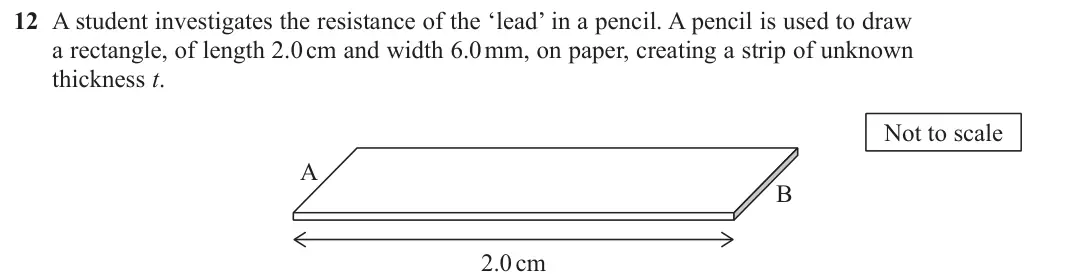 12 A student investigates the resistance of the ‘lead’ in a pencil. A pencil is used to draw
a rectangle, of length 2.0 cm and width 6.0 mm, on paper, creating a strip of unknown
thickness t.
Not to scale
A
B
2.0 cm